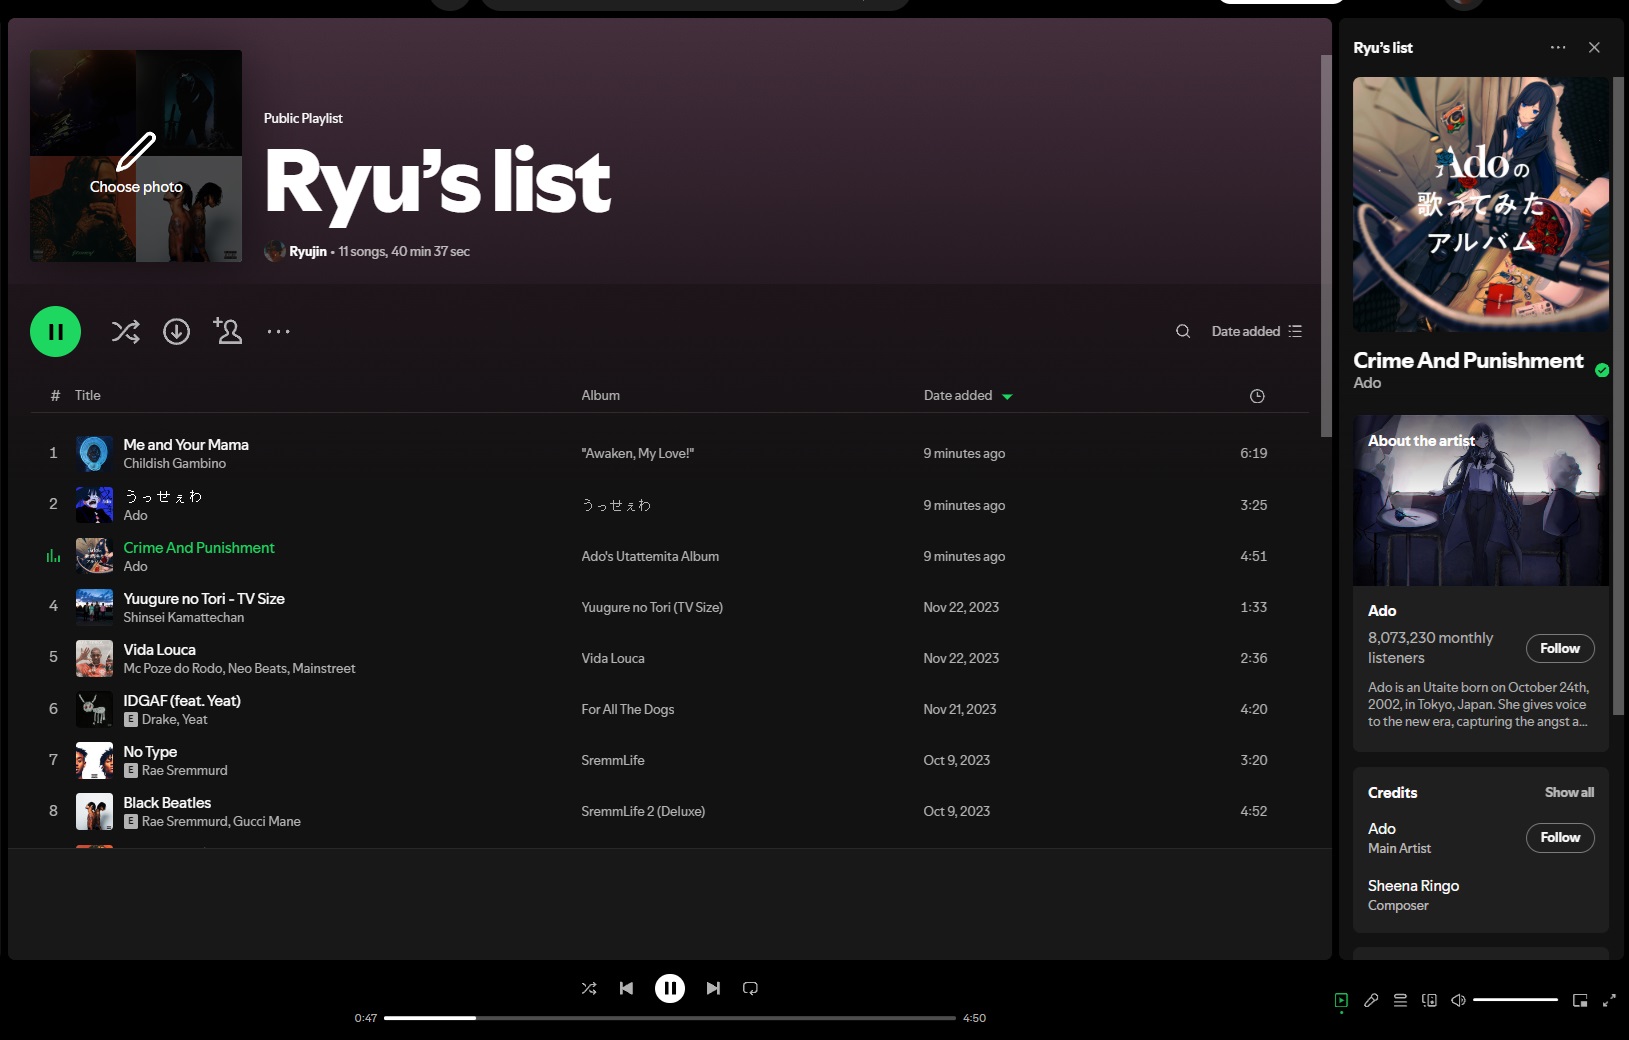 Choose photo
Public Playlist
Ryu's list
Ryujin • 11 songs, 40 min 37 sec
Date added
# Title Album Date added
1 Me and Your Mama "Awaken, My Love!" 9 minutes ago 6:19
Childish Gambino
2 うっせぇわ うっせぇわ 9 minutes ago 3:25
Ado
Crime And Punishment Ado's Utattemita Album 9 minutes ago 4:51
Ado
4 Yuugure no Tori - TV Size Yuugure no Tori (TV Size) Nov 22, 2023 1:33
Shinsei Kamattechan
5 Vida Louca Vida Louca Nov 22, 2023 2:36
Mc Poze do Rodo, Neo Beats, Mainstreet
6 IDGAF (feat. Yeat) For All The Dogs Nov 21, 2023 4:20
E Drake, Yeat
7 No Type SremmLife Oct 9, 2023 3:20
E Rae Sremmurd
8 Black Beatles SremmLife 2 (Deluxe) Oct 9, 2023 4:52
E Rae Sremmurd, Gucci Mane
Ryu's list
Adoの
歌ってみた
アルバム
Crime And Punishment
Ado
About the artist
Ado
8,073,230 monthly
listeners
Follow
Ado is an Utaite born on October 24th,
2002, in Tokyo, Japan. She gives voice
to the new era, capturing the angst a...
Credits Show all
Ado
Main Artist
Follow
Sheena Ringo
Composer
0:47 4:50